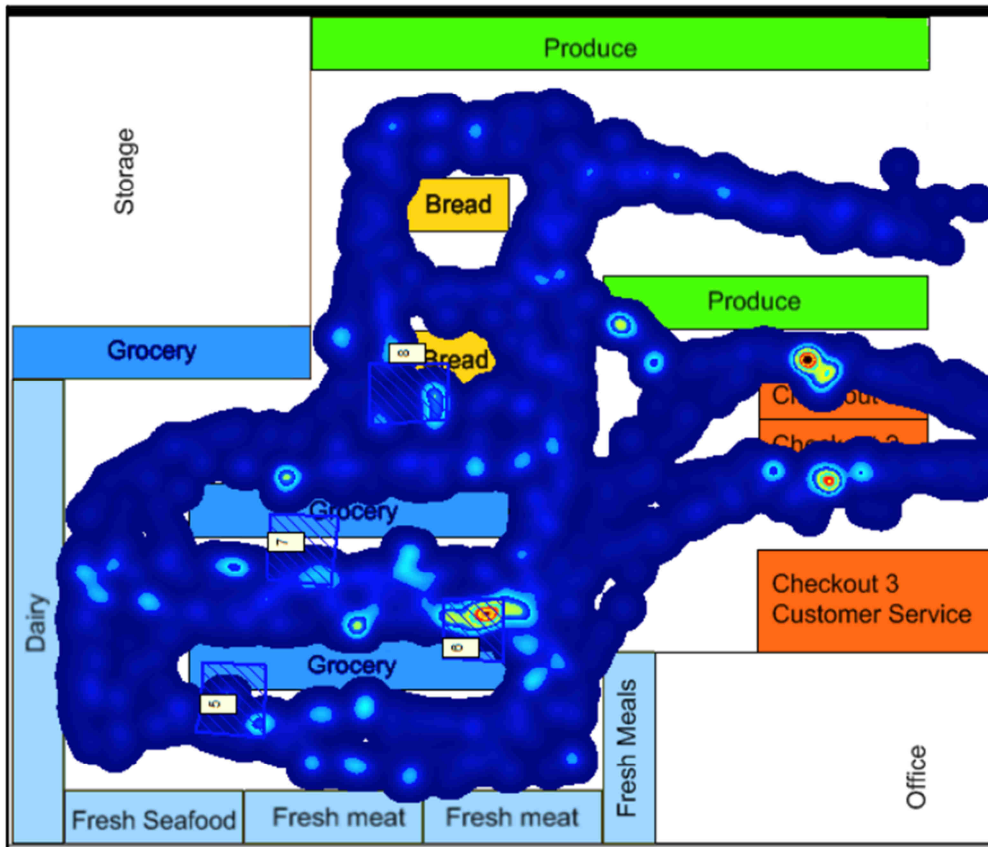 Produce
Storage
Bread
Produce
Grocery
8
Bread
Checkout
Grocery
7
Checkout 3
Customer Service
Dairy
6
Grocery
5
Fresh Meals
Office
Fresh Seafood
Fresh meat
Fresh meat